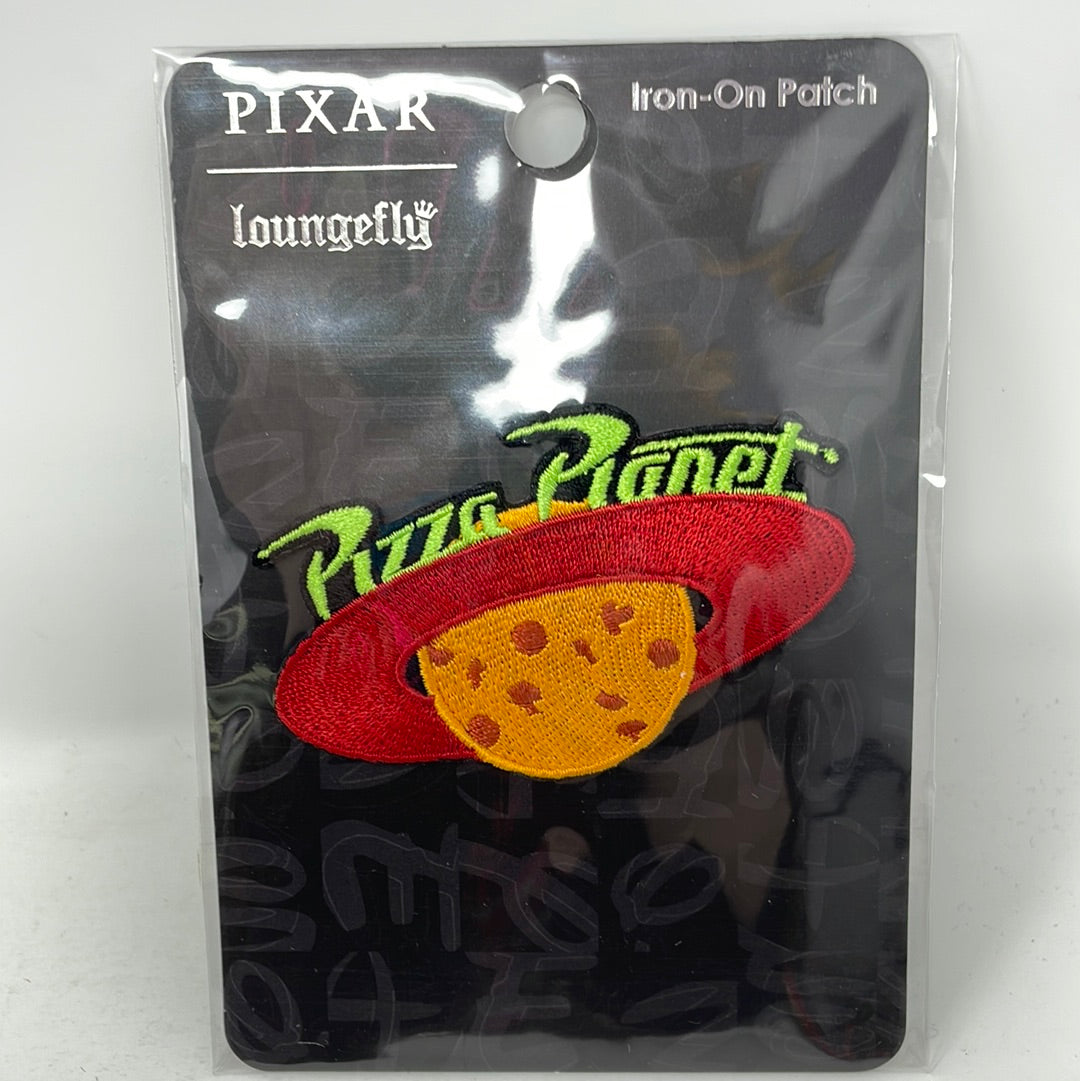 PIXAR
loungefly
Iron-On Patch
Pizza Planet